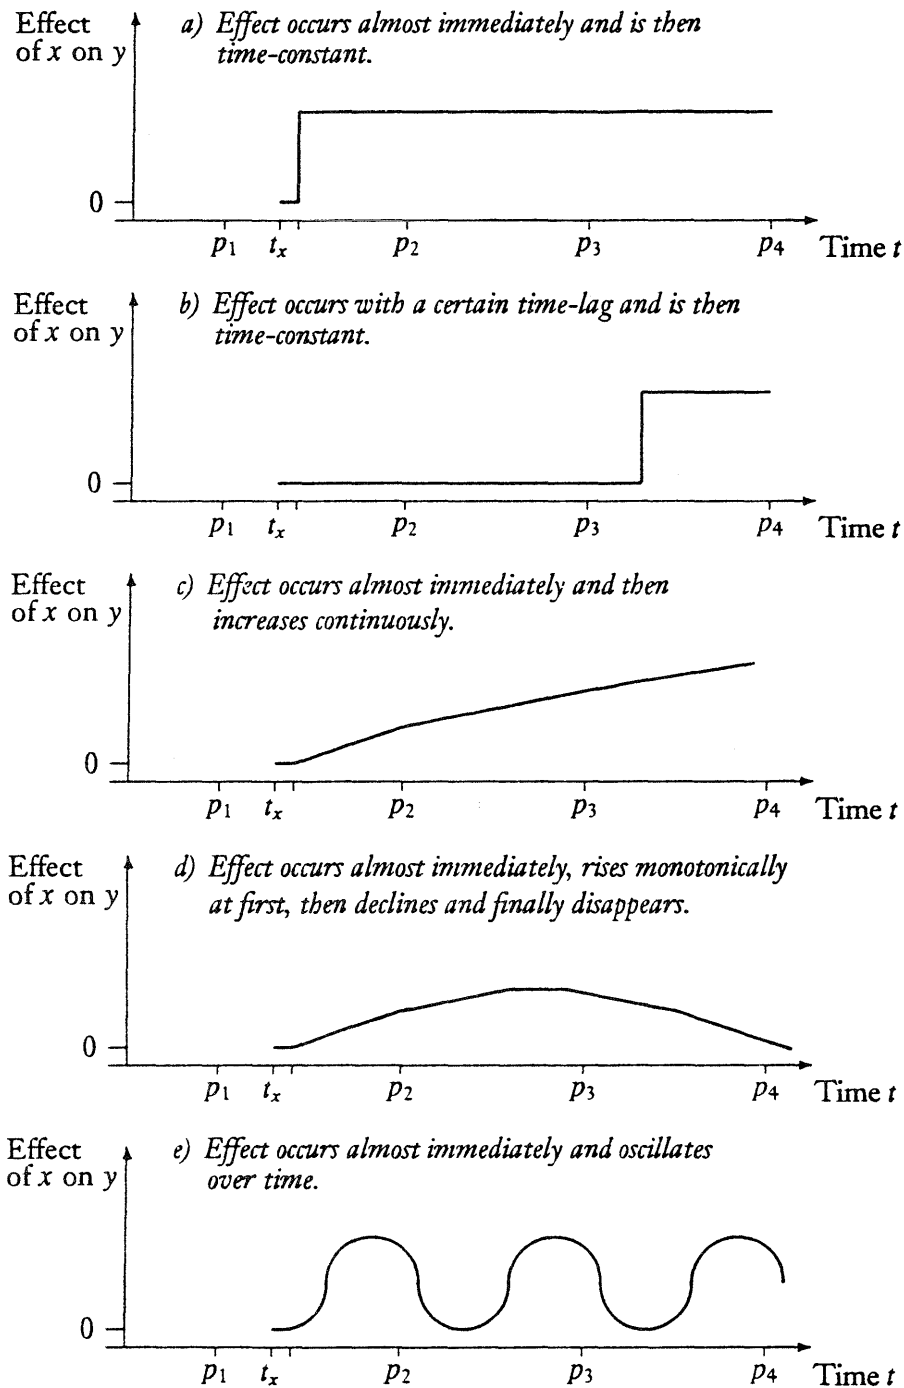 Effect
of x on y
a) Effect occurs almost immediately and is then
time-constant.
0
p1 tx p2 p3 p4 Time t
Effect
of x on y
b) Effect occurs with a certain time-lag and is then
time-constant.
0
p1 tx p2 p3 p4 Time t
Effect
of x on y
c) Effect occurs almost immediately and then
increases continuously.
0
p1 tx p2 p3 p4 Time t
Effect
of x on y
d) Effect occurs almost immediately, rises monotonically
at first, then declines and finally disappears.
0
p1 tx p2 p3 p4 Time t
Effect
of x on y
e) Effect occurs almost immediately and oscillates
over time.
0
p1 tx p2 p3 p4 Time t